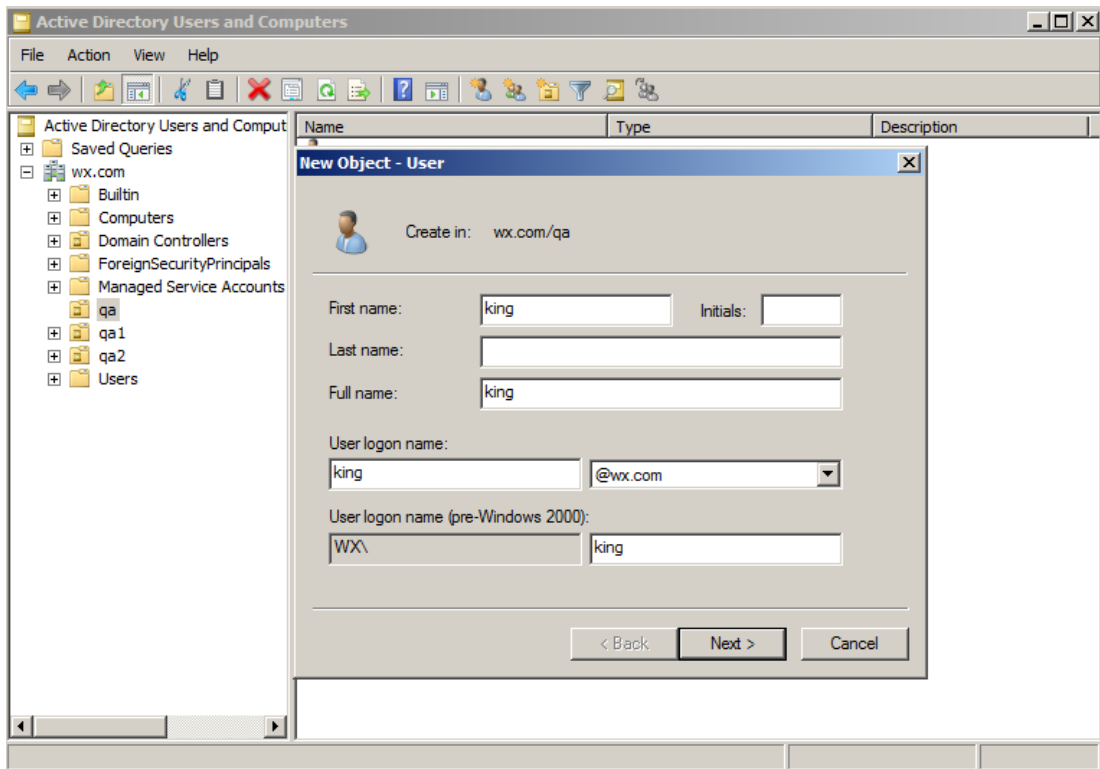 Active Directory Users and Computers
File Action View Help
Active Directory Users and Comput
Name Type Description
Saved Queries
wx.com
Builtin
Computers
Domain Controllers
ForeignSecurityPrincipals
Managed Service Accounts
qa
qa1
qa2
Users
New Object - User
Create in: wx.com/qa
First name: king Initials:
Last name:
Full name: king
User logon name:
king @wx.com
User logon name (pre-Windows 2000):
WX\ king
< Back Next > Cancel